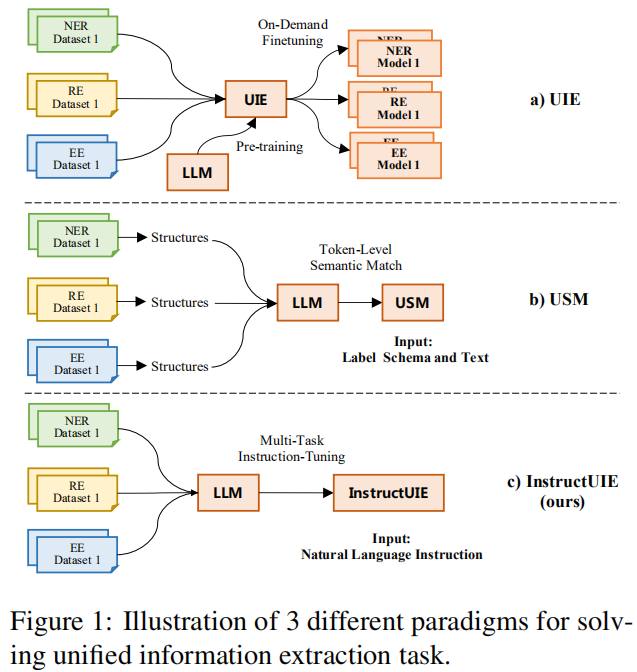 On-Demand
Finetuning
NER
Dataset 1
NER
NER
Model 1
RE
Dataset 1
UIE
RE
RE
Model 1
a) UIE
EE
Dataset 1
Pre-training
LLM
EE
EE
Model 1
NER
Dataset 1
Structures
Token-Level
Semantic Match
RE
Dataset 1
Structures
LLM
USM
b) USM
EE
Dataset 1
Structures
Input:
Label Schema and Text
NER
Dataset 1
Multi-Task
Instruction-Tuning
RE
Dataset 1
LLM
InstructUIE
c) InstructUIE
(ours)
EE
Dataset 1
Input:
Natural Language Instruction
Figure 1: Illustration of 3 different paradigms for solv-
ing unified information extraction task.